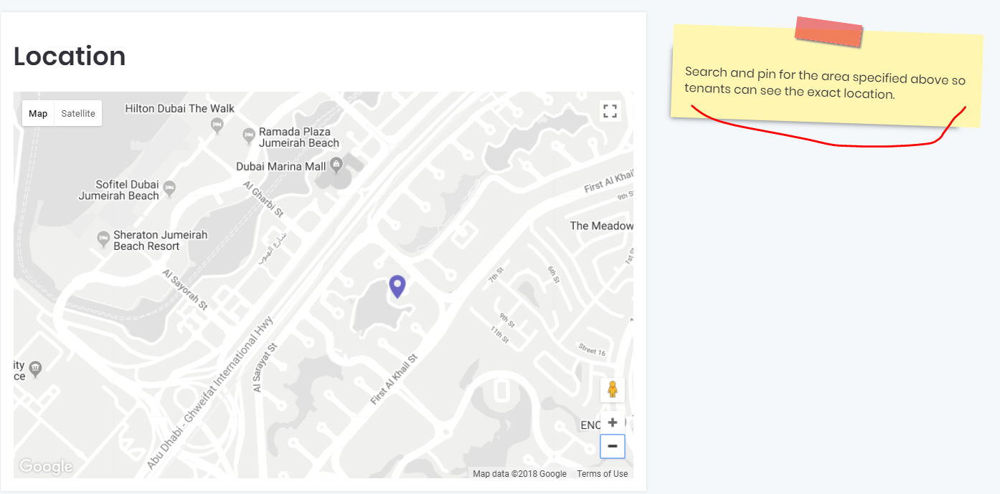 Location
Search and pin for the area specified above so
tenants can see the exact location.
Map
Satellite
Hilton Dubai The Walk
Ramada Plaza
Jumeirah Beach
Dubai Marina Mall
First Al Khail
9th St
Sofitel Dubai
Jumeirah Beach
Al Gharbi St
The Meadow
Sheraton Jumeirah
Beach Resort
شارع الهبوب
1st S
Al Sayorah St
7th St
6th St
9th St
11th St
Street 16
Abu Dhabi - Ghweifat International Hwy
Al Sarayat St
First Al Khail St
ity
ce
ENO
Google
Map data ©2018 Google
Terms of Use